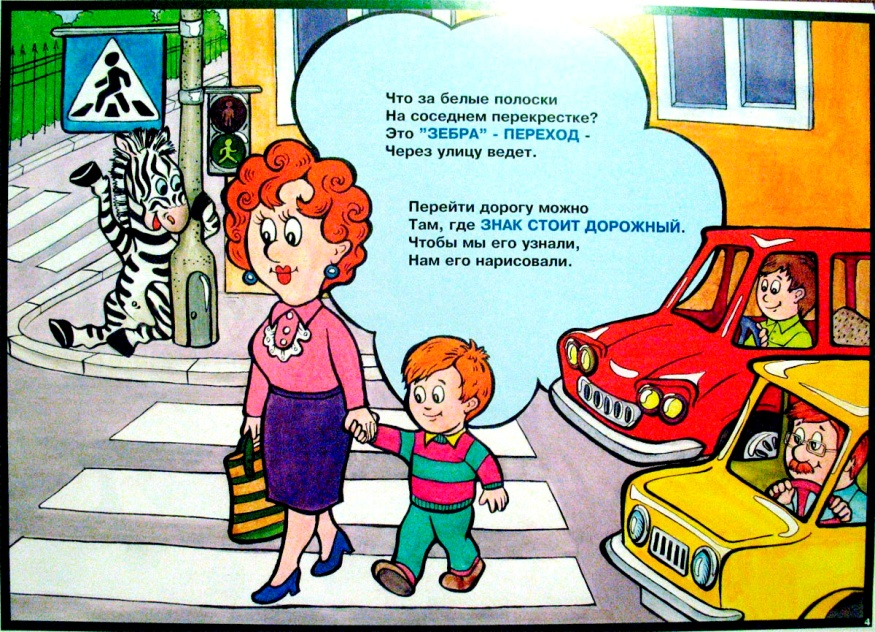 Что за белые полоски
На соседнем перекрестке?
Это "ЗЕБРА" - ПЕРЕХОД -
Через улицу ведет.
Перейти дорогу можно
Там, где ЗНАК СТОИТ ДОРОЖНЫЙ.
Чтобы мы его узнали,
Нам его нарисовали.
4